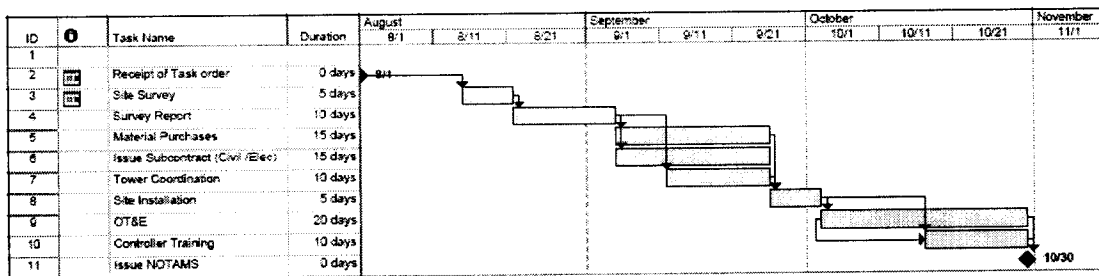 August September October November
ID Task Name Duration 8/1 8/11 8/21 9/1 9/11 9/21 10/1 10/11 10/21 11/1
1
2 Receipt of Task order 0 days 8/1
3 Site Survey 5 days
4 Survey Report 10 days
5 Material Purchases 15 days
6 Issue Subcontract (Civil /Elec) 15 days
7 Tower Coordination 10 days
8 Site Installation 5 days
9 OT&E 20 days
10 Controller Training 10 days
11 Issue NOTAMS 0 days 10/30